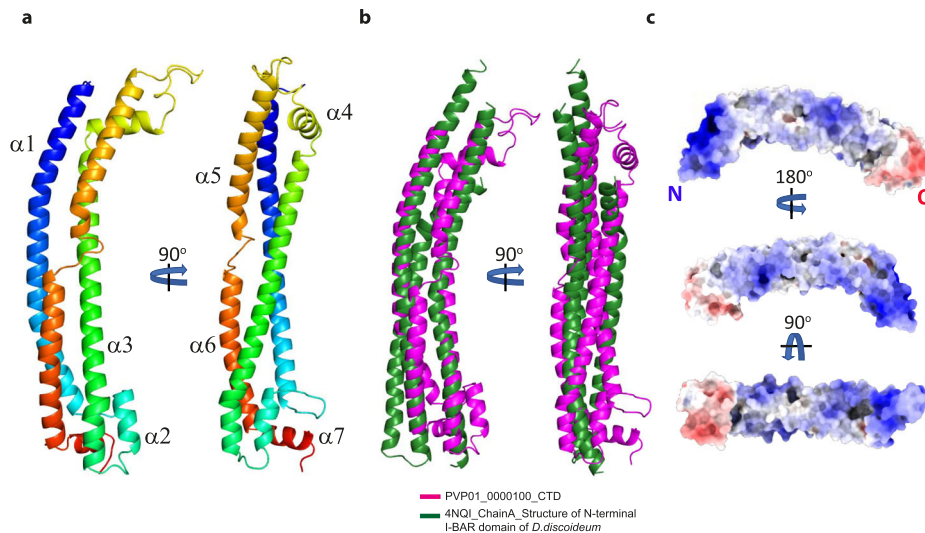 a
b
c
α1
α4
α5
α3
α6
α2
α7
90°
90°
N
180°
C
90°
PVP01_0000100_CTD
4NQI_ChainA_Structure of N-terminal
I-BAR domain of D.discoideum